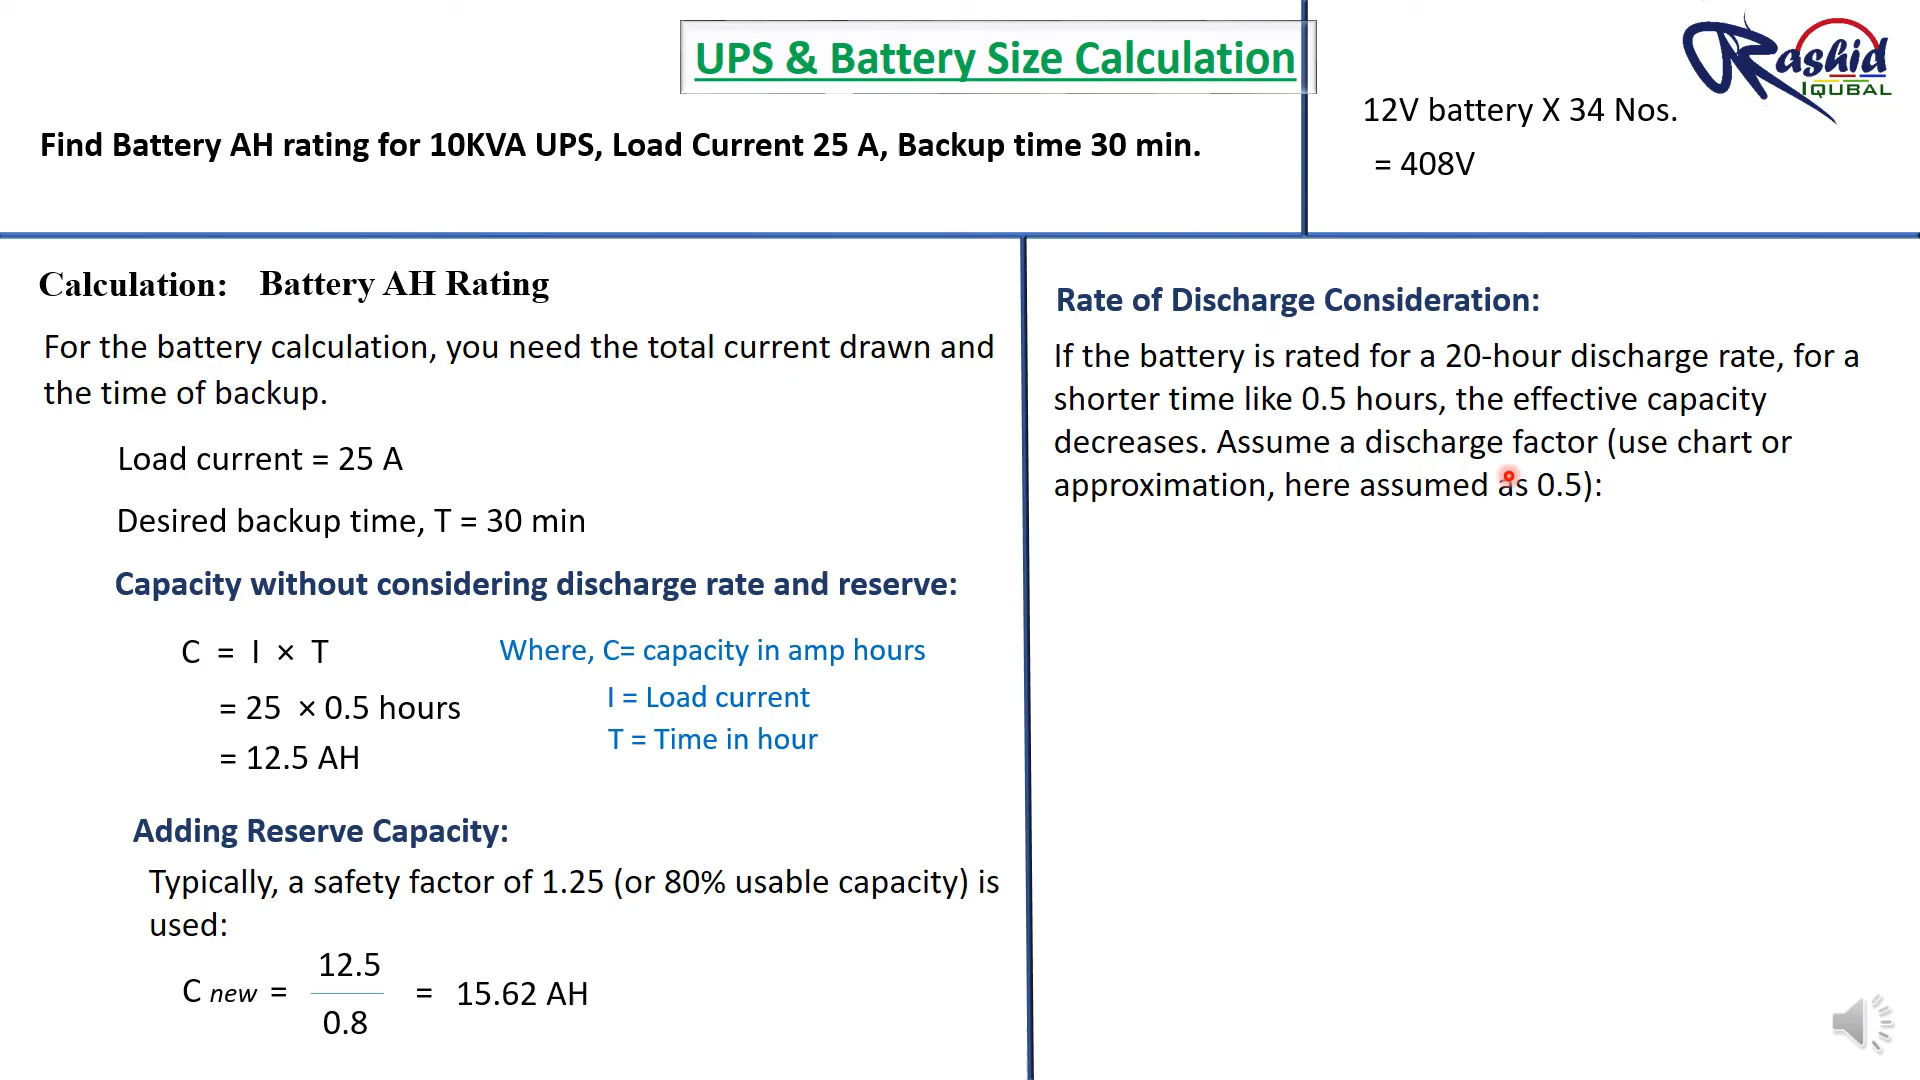 UPS & Battery Size Calculation
Rashid
IQUBAL
12V battery X 34 Nos.
= 408V
Find Battery AH rating for 10KVA UPS, Load Current 25 A, Backup time 30 min.
Calculation: Battery AH Rating
For the battery calculation, you need the total current drawn and
the time of backup.
Load current = 25 A
Desired backup time, T = 30 min
Capacity without considering discharge rate and reserve:
C = I × T
Where, C= capacity in amp hours
I = Load current
= 25 × 0.5 hours
T = Time in hour
= 12.5 AH
Adding Reserve Capacity:
Typically, a safety factor of 1.25 (or 80% usable capacity) is
used:
C new = 12.5 / 0.8 = 15.62 AH
Rate of Discharge Consideration:
If the battery is rated for a 20-hour discharge rate, for a
shorter time like 0.5 hours, the effective capacity
decreases. Assume a discharge factor (use chart or
approximation, here assumed as 0.5):